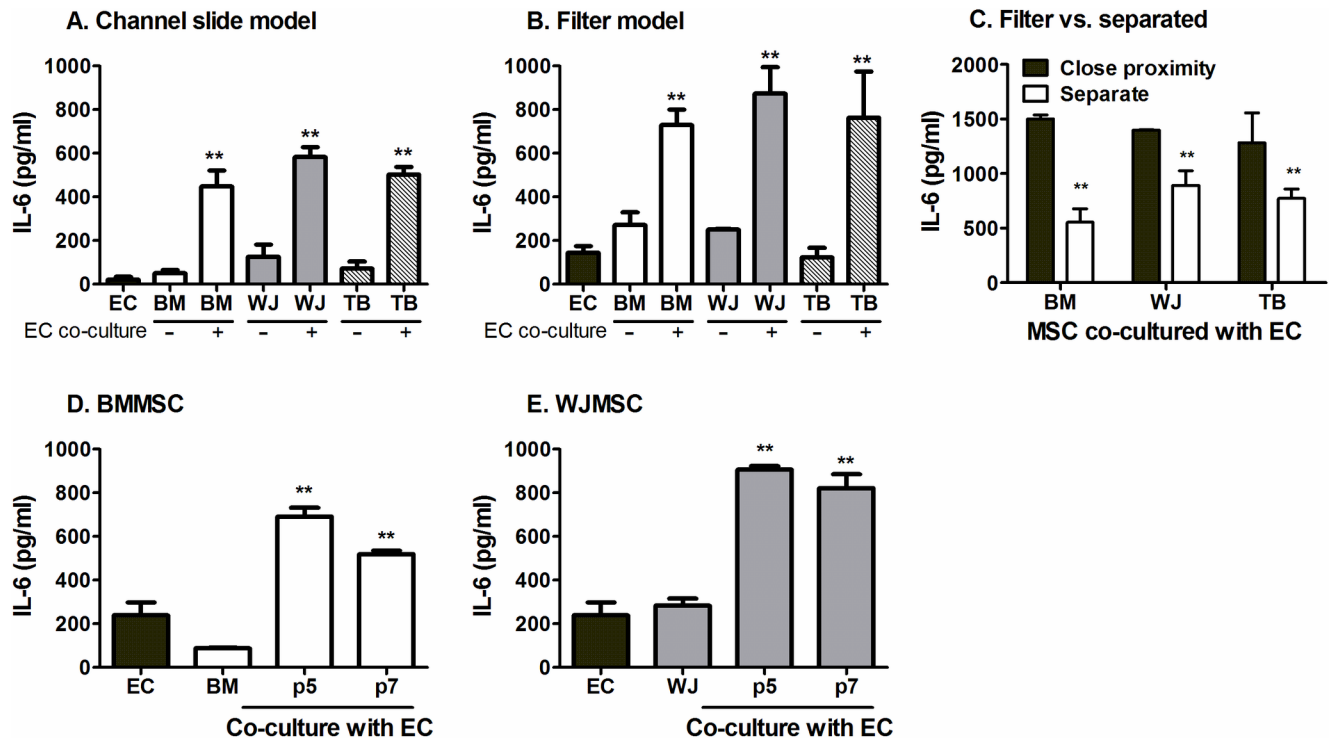 A. Channel slide model
IL-6 (pg/ml)
1000
800
600
400
200
0
** ** **
EC BM BM WJ WJ TB TB
EC co-culture - + - + - +
B. Filter model
IL-6 (pg/ml)
1000
800
600
400
200
0
** ** **
EC BM BM WJ WJ TB TB
EC co-culture - + - + - +
C. Filter vs. separated
IL-6 (pg/ml)
2000
1500
1000
500
0
Close proximity
Separate
** ** **
BM WJ TB
MSC co-cultured with EC
D. BMMSC
IL-6 (pg/ml)
1000
800
600
400
200
0
** **
EC BM p5 p7
Co-culture with EC
E. WJMSC
IL-6 (pg/ml)
1000
800
600
400
200
0
** **
EC WJ p5 p7
Co-culture with EC